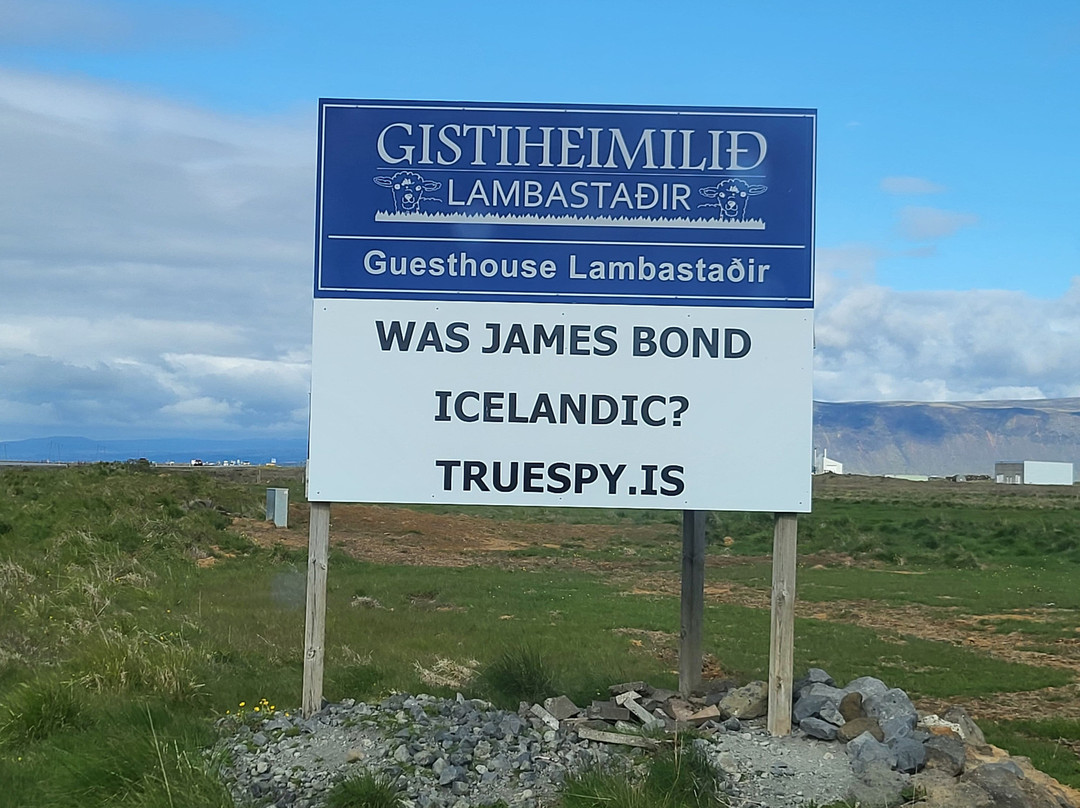 GISTIHEIMILIÐ
LAMBASTAÐIR
Guesthouse Lambastaðir
WAS JAMES BOND
ICELANDIC?
TRUESPY.IS